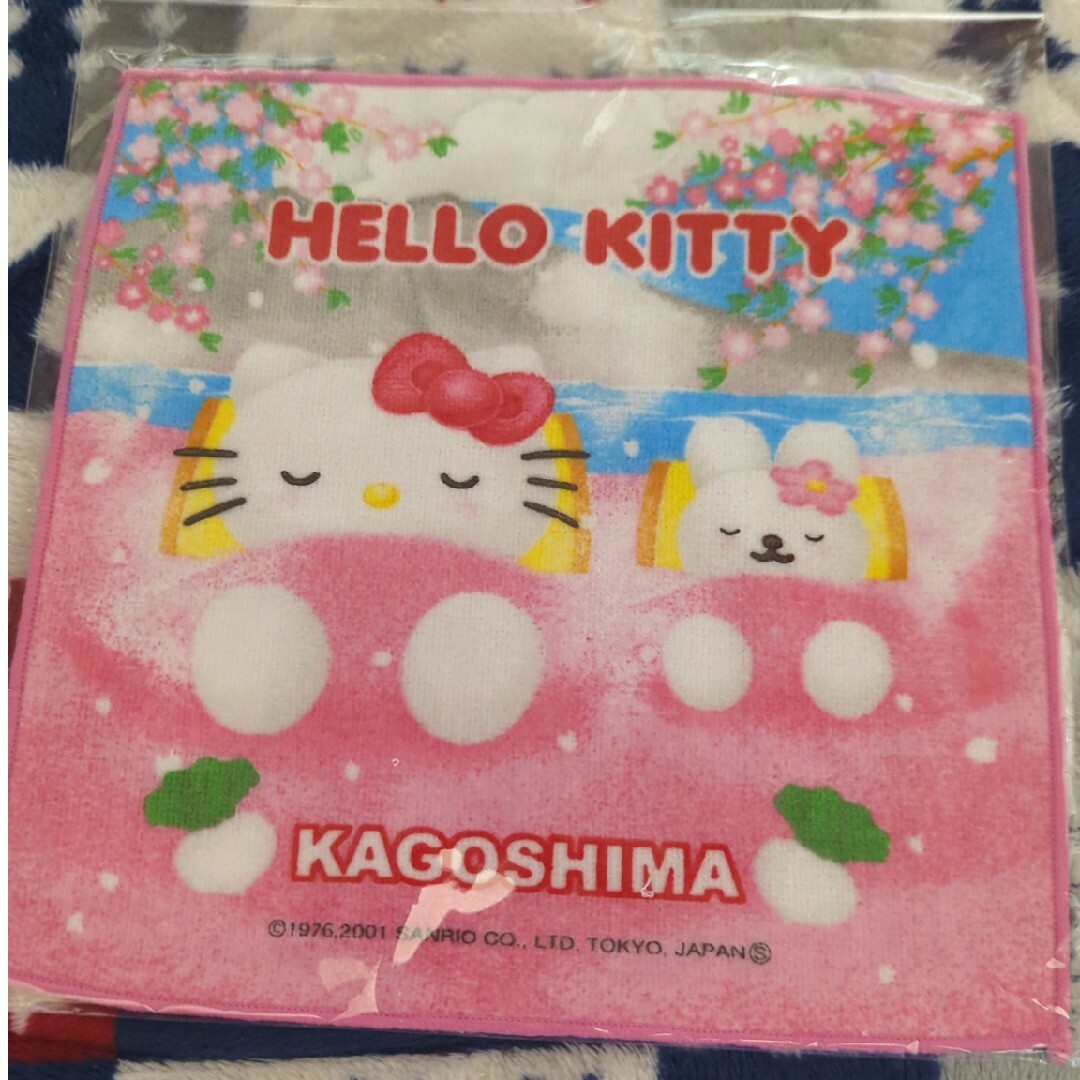 HELLO KITTY
KAGOSHIMA
©1976,2001 SANRIO CO., LTD. TOKYO, JAPAN Ⓢ